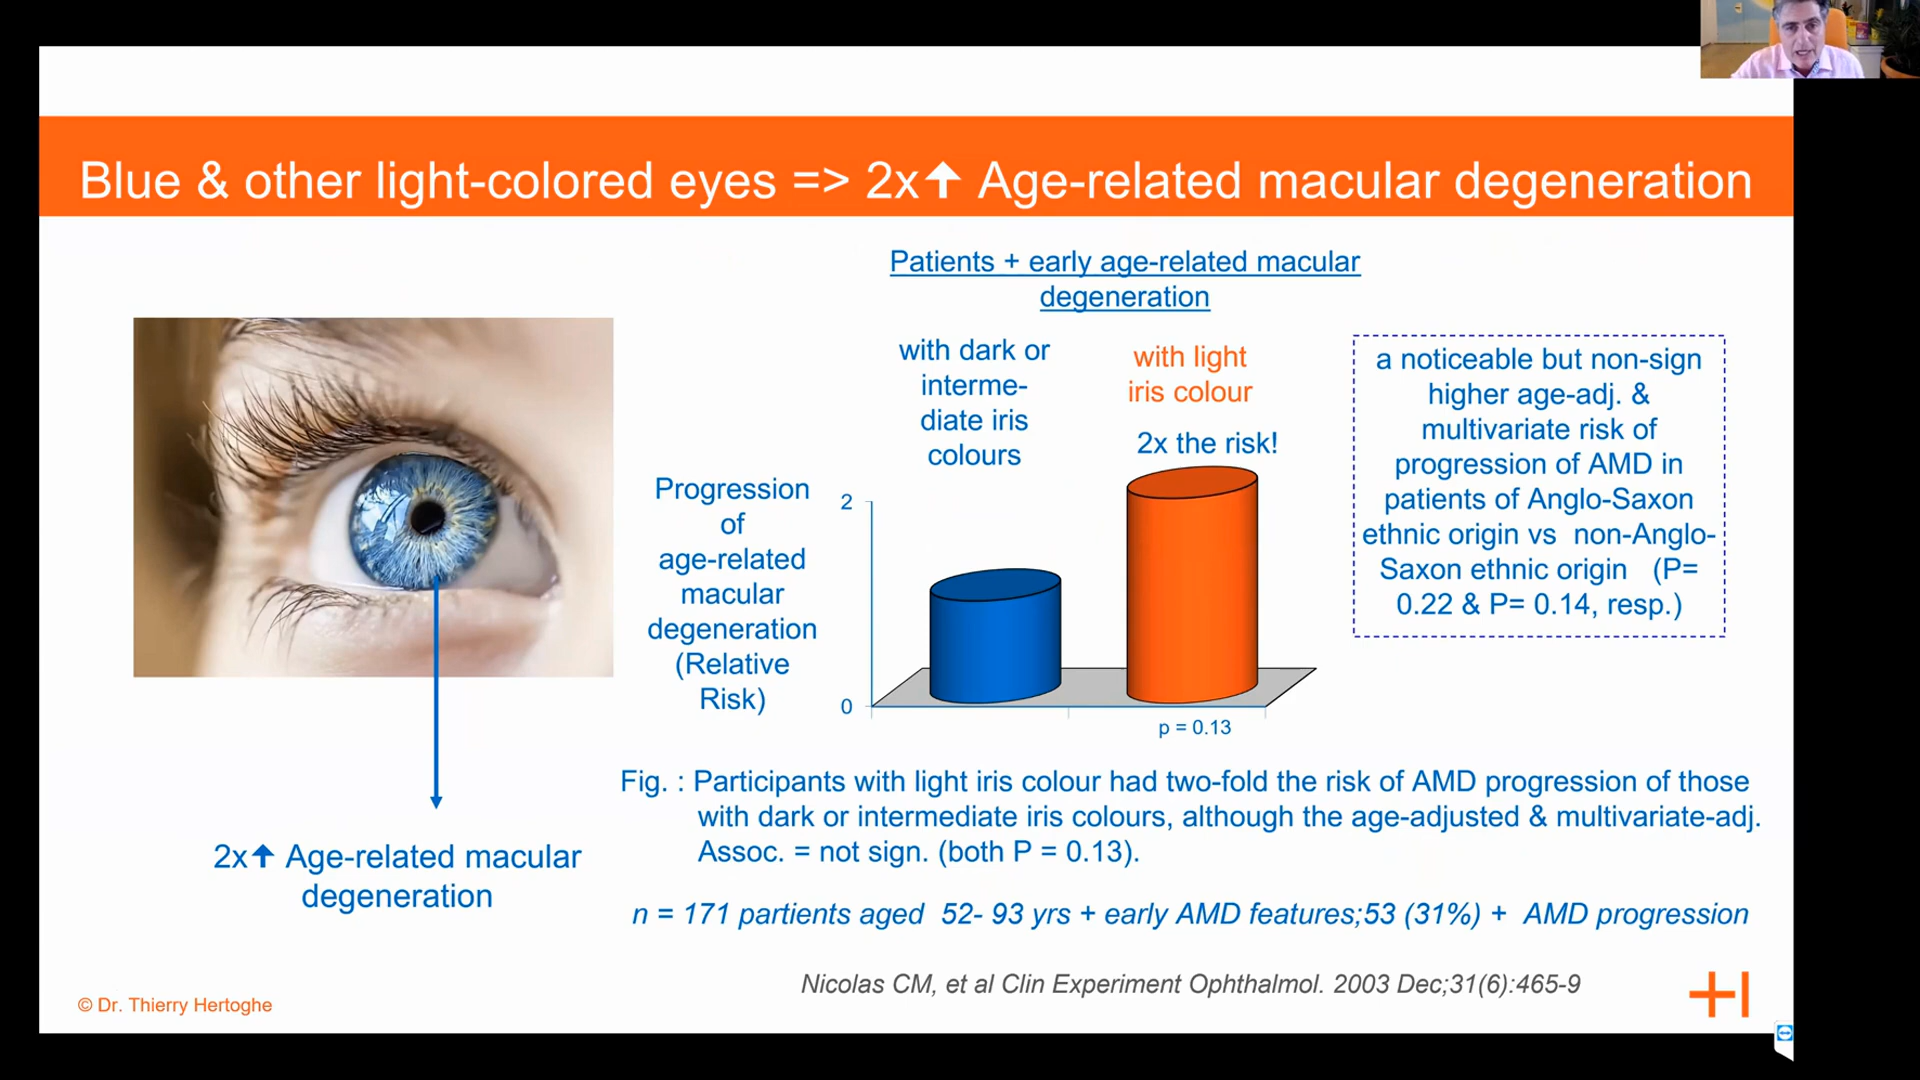 Blue & other light-colored eyes => 2x↑ Age-related macular degeneration
Patients + early age-related macular
degeneration
with dark or
interme-
diate iris
colours
with light
iris colour
2x the risk!
Progression
of
age-related
macular
degeneration
(Relative
Risk)
2
0
p = 0.13
a noticeable but non-sign
higher age-adj. &
multivariate risk of
progression of AMD in
patients of Anglo-Saxon
ethnic origin vs non-Anglo-
Saxon ethnic origin (P=
0.22 & P= 0.14, resp.)
2x↑ Age-related macular
degeneration
Fig. : Participants with light iris colour had two-fold the risk of AMD progression of those
with dark or intermediate iris colours, although the age-adjusted & multivariate-adj.
Assoc. = not sign. (both P = 0.13).
n = 171 partients aged 52- 93 yrs + early AMD features;53 (31%) + AMD progression
Nicolas CM, et al Clin Experiment Ophthalmol. 2003 Dec;31(6):465-9
© Dr. Thierry Hertoghe